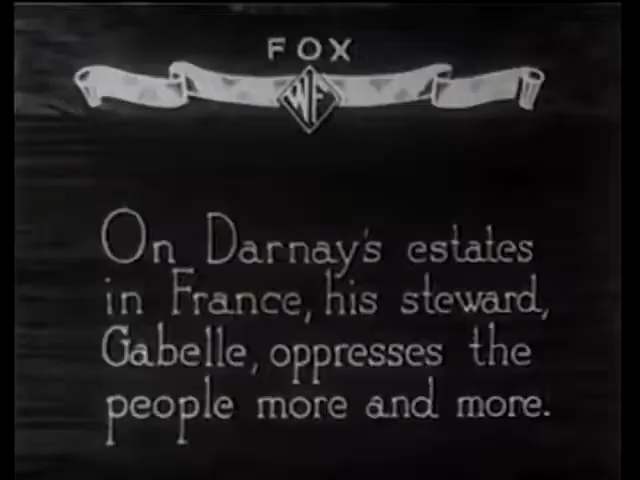 FOX
WF
On Darnay's estates
in France, his steward,
Gabelle, oppresses the
people more and more.